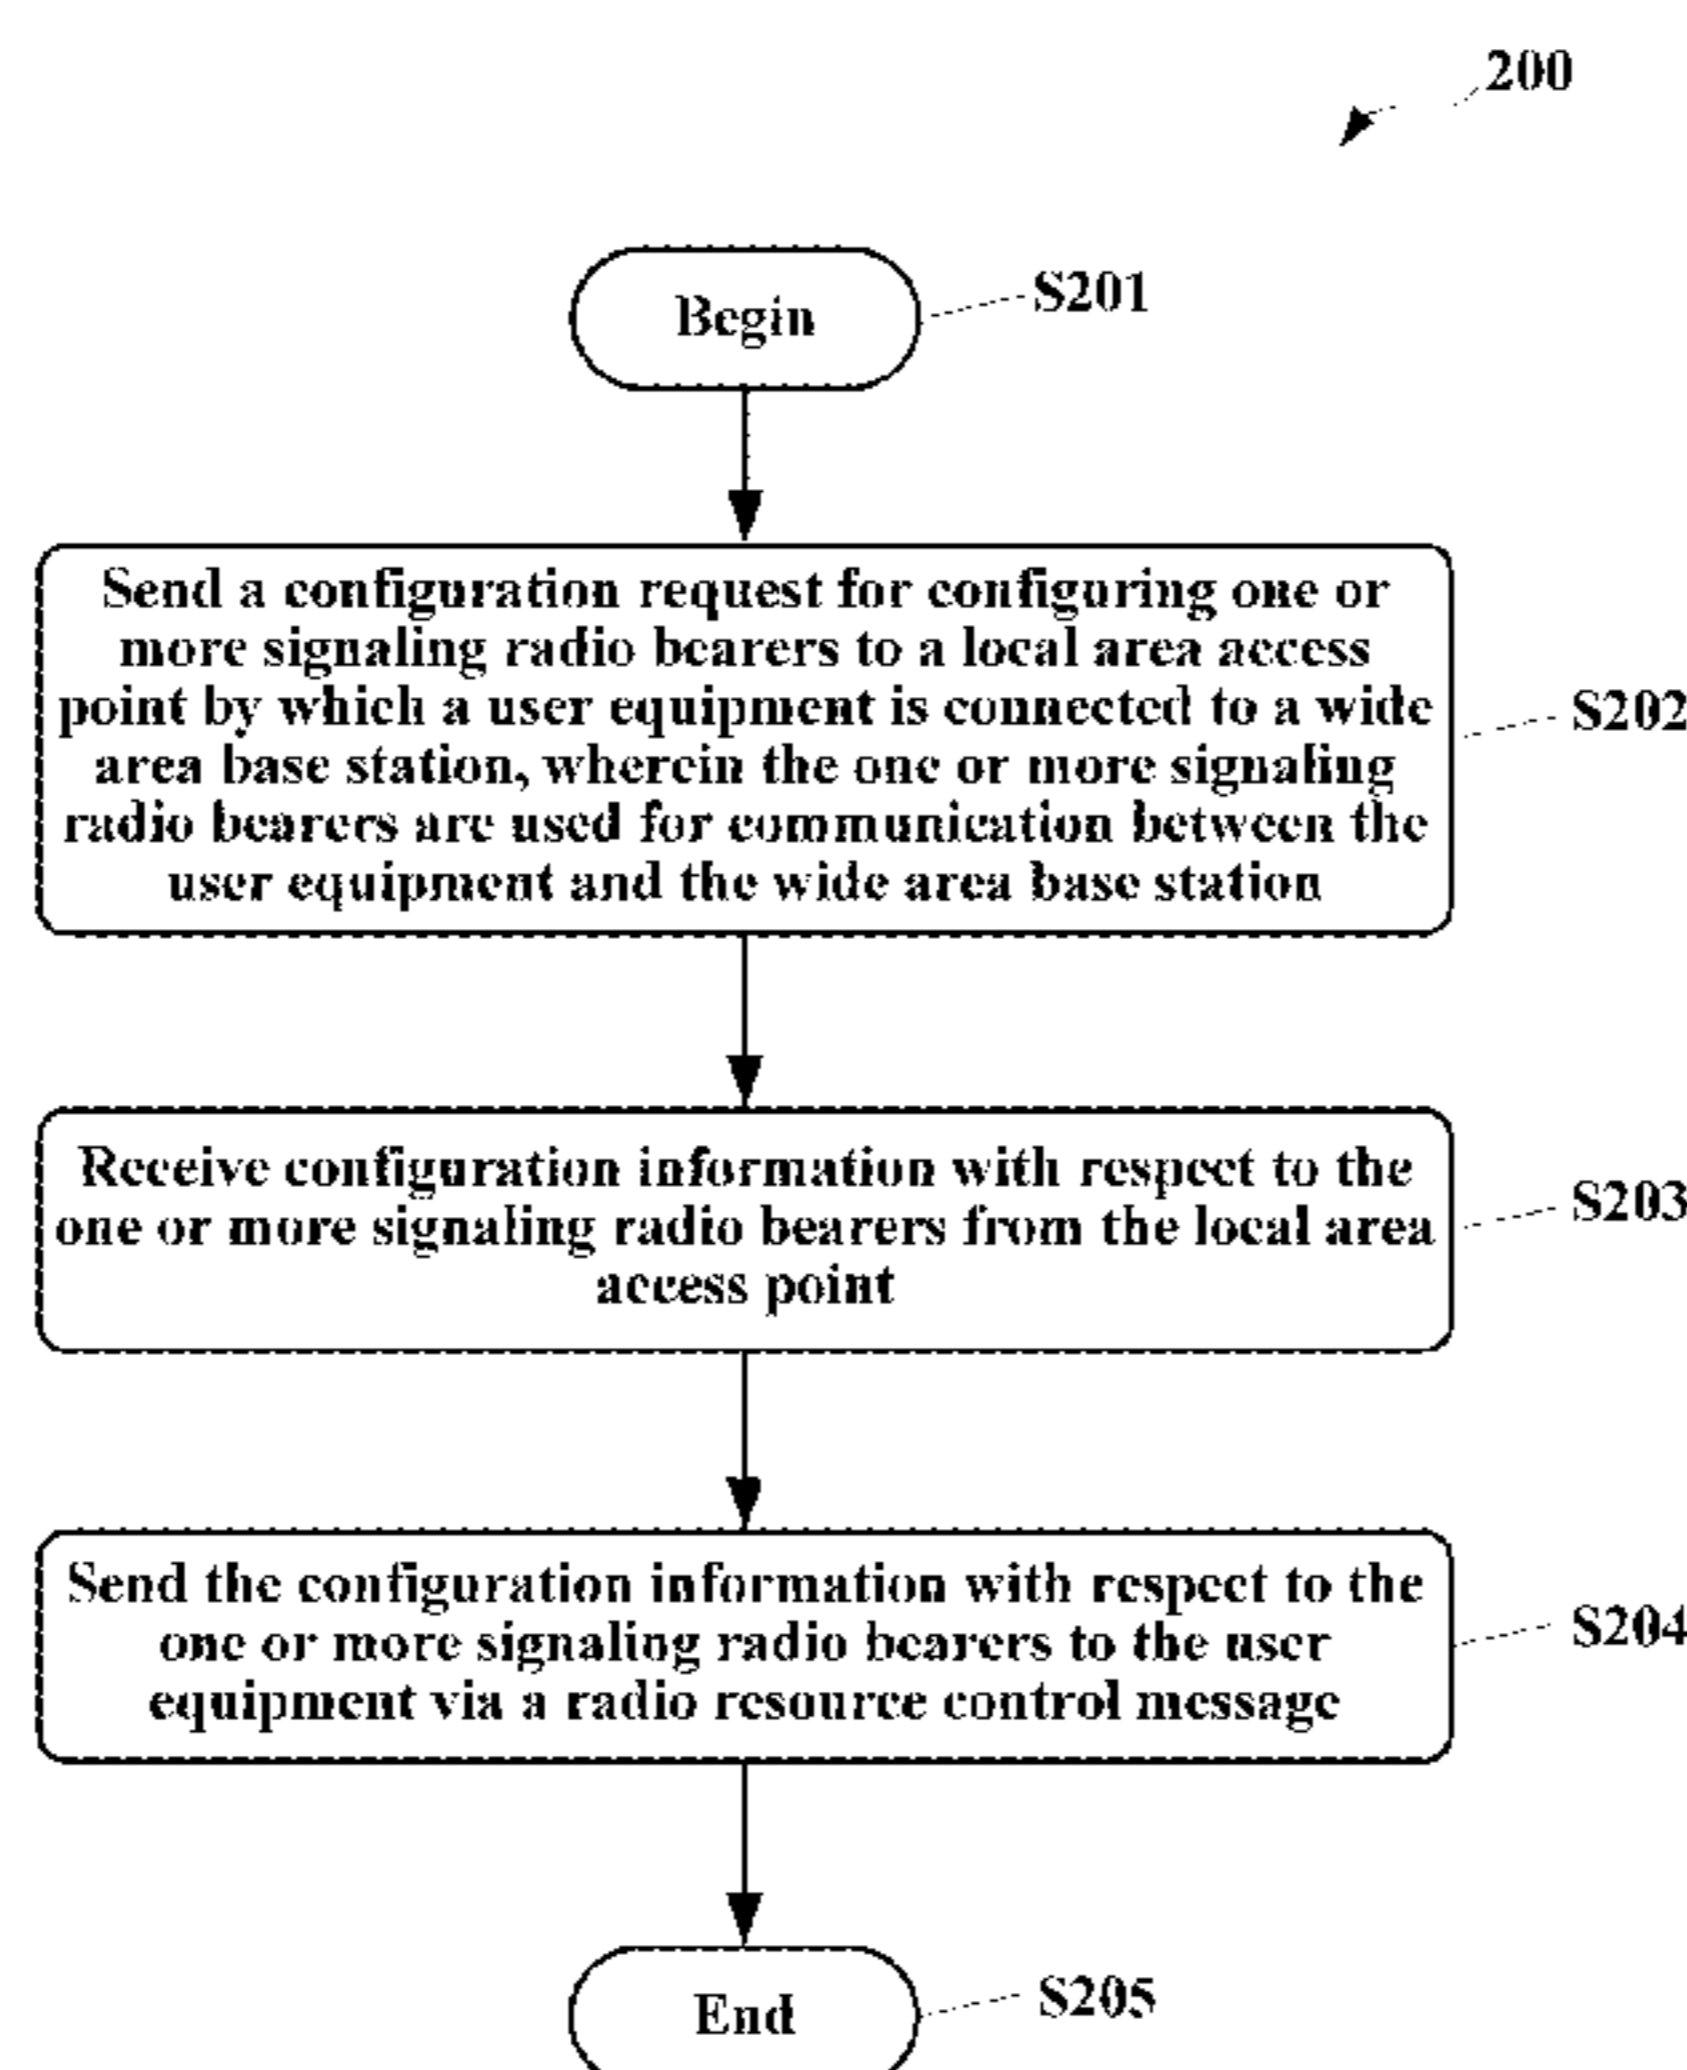 200
Begin
S201
Send a configuration request for configuring one or
more signaling radio bearers to a local area access
point by which a user equipment is connected to a wide
area base station, wherein the one or more signaling
radio bearers are used for communication between the
user equipment and the wide area base station
S202
Receive configuration information with respect to the
one or more signaling radio bearers from the local area
access point
S203
Send the configuration information with respect to the
one or more signaling radio bearers to the user
equipment via a radio resource control message
S204
End
S205